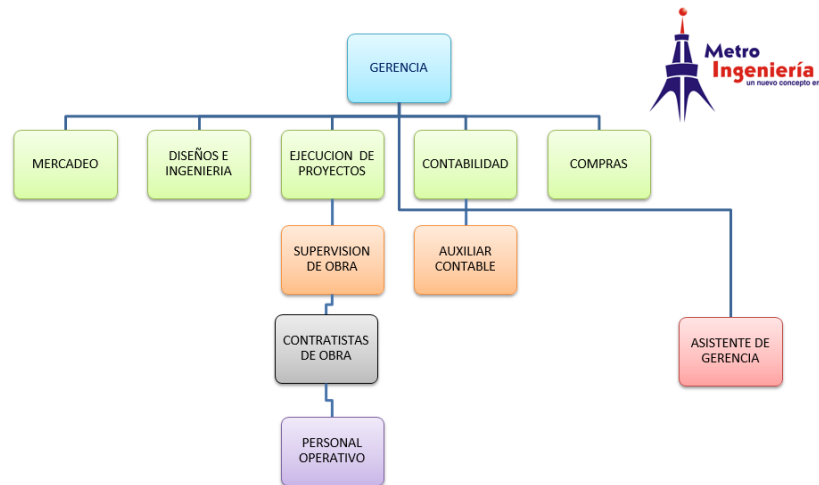 Metro
Ingeniería
un nuevo concepto en
GERENCIA
MERCADEO
DISEÑOS E
INGENIERIA
EJECUCION DE
PROYECTOS
CONTABILIDAD
COMPRAS
SUPERVISION
DE OBRA
AUXILIAR
CONTABLE
CONTRATISTAS
DE OBRA
ASISTENTE DE
GERENCIA
PERSONAL
OPERATIVO